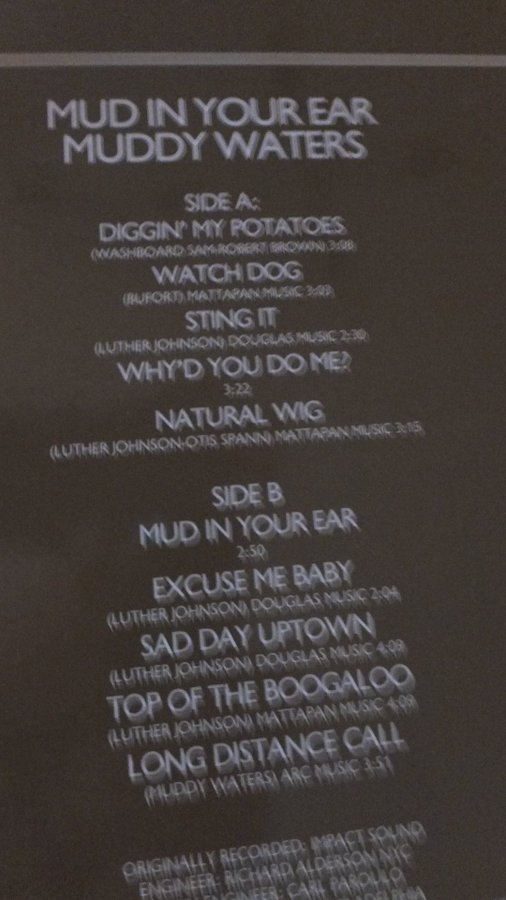 MUD IN YOUR EAR
MUDDY WATERS
SIDE A:
DIGGIN' MY POTATOES
(WASHBOARD SAM-ROBERT BROWN) 3:08
WATCH DOG
(BUFORT) MATTAPAN MUSIC 3:03
STING IT
(LUTHER JOHNSON) DOUGLAS MUSIC 2:30
WHY'D YOU DO ME?
3:22
NATURAL WIG
(LUTHER JOHNSON-OTIS SPANN) MATTAPAN MUSIC 3:15
SIDE B
MUD IN YOUR EAR
2:50
EXCUSE ME BABY
(LUTHER JOHNSON) DOUGLAS MUSIC 2:04
SAD DAY UPTOWN
(LUTHER JOHNSON) DOUGLAS MUSIC 4:09
TOP OF THE BOOGALOO
(LUTHER JOHNSON) MATTAPAN MUSIC 4:09
LONG DISTANCE CALL
(MUDDY WATERS) ARC MUSIC 3:51
ORIGINALLY RECORDED: IMPACT SOUND
ENGINEER: RICHARD ALDERSON NYC
ENGINEER: CARL PARUOLO